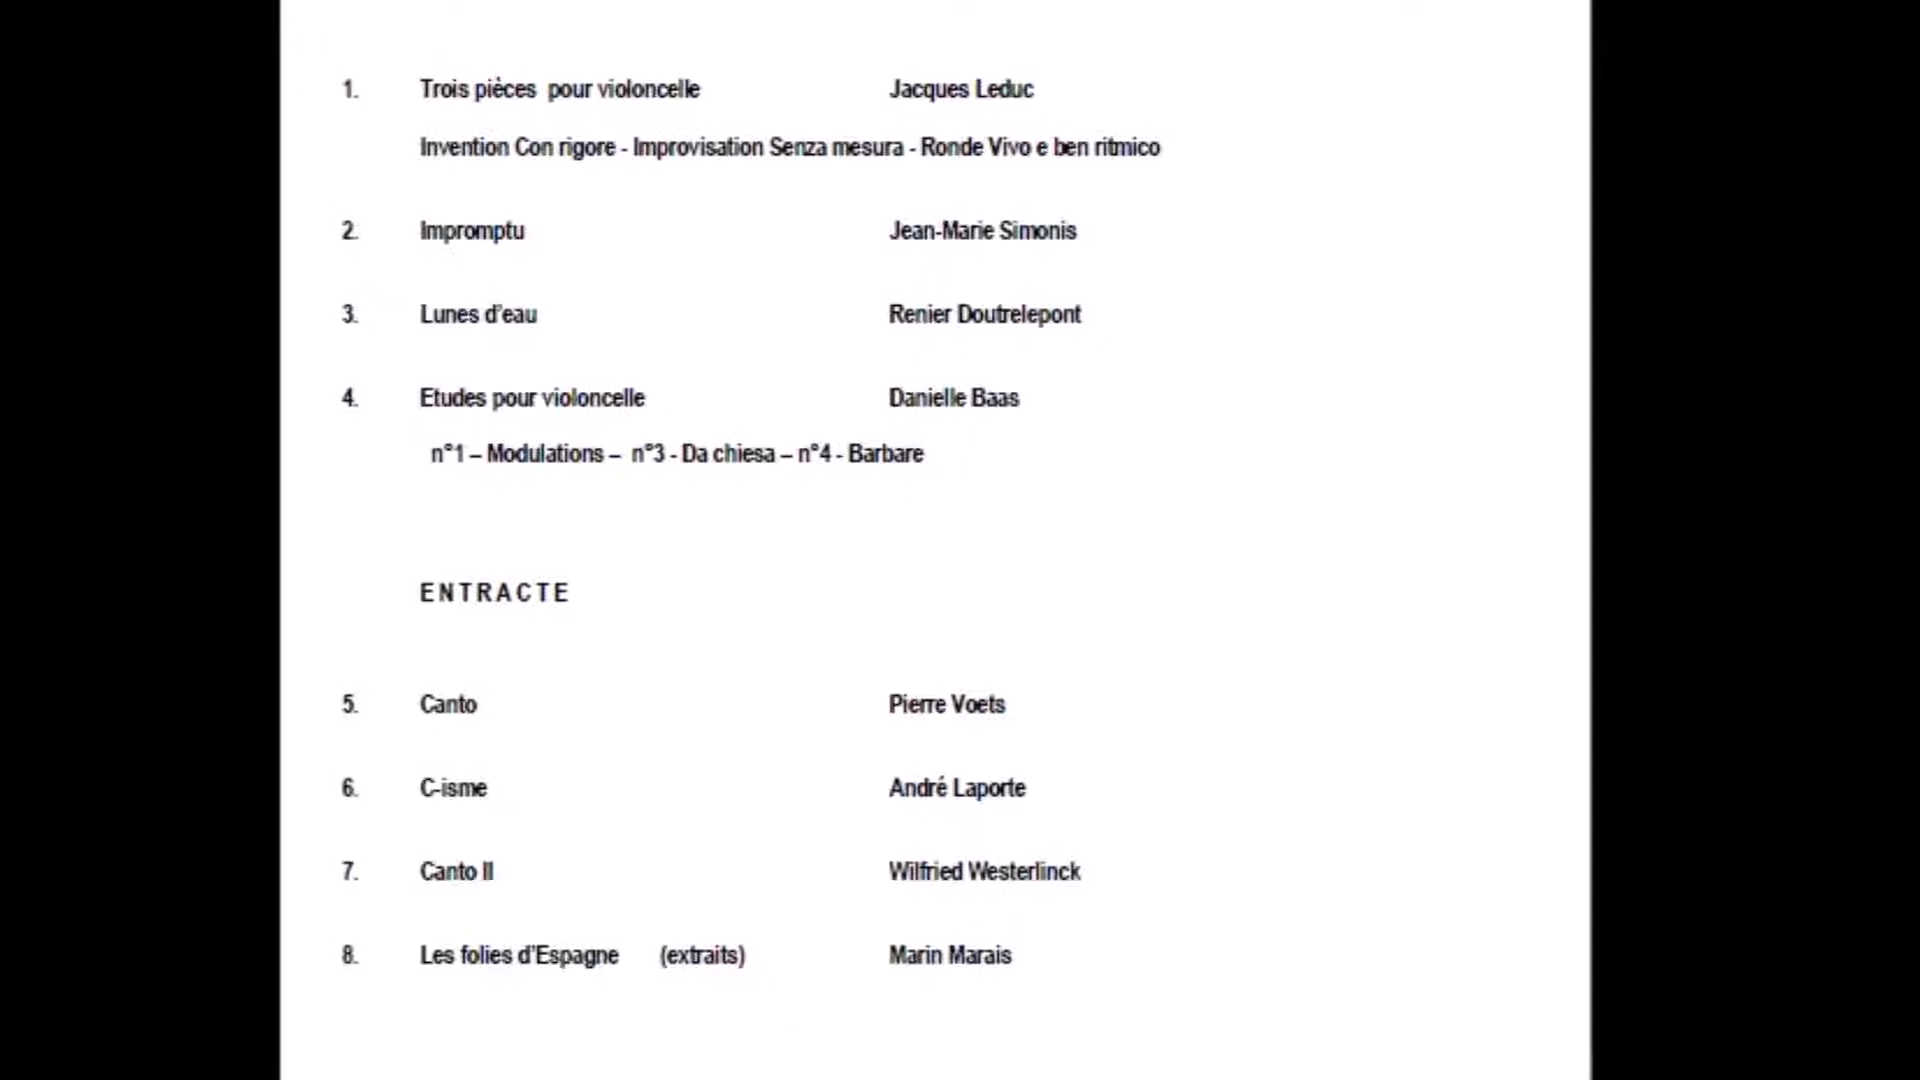 1. Trois pièces pour violoncelle Jacques Leduc
Invention Con rigore - Improvisation Senza mesura - Ronde Vivo e ben ritmico
2. Impromptu Jean-Marie Simonis
3. Lunes d'eau Renier Doutrelepont
4. Etudes pour violoncelle Danielle Baas
n°1 – Modulations – n°3 - Da chiesa – n°4 - Barbare
ENTRACTE
5. Canto Pierre Voets
6. C-isme André Laporte
7. Canto II Wilfried Westerlinck
8. Les folies d'Espagne (extraits) Marin Marais